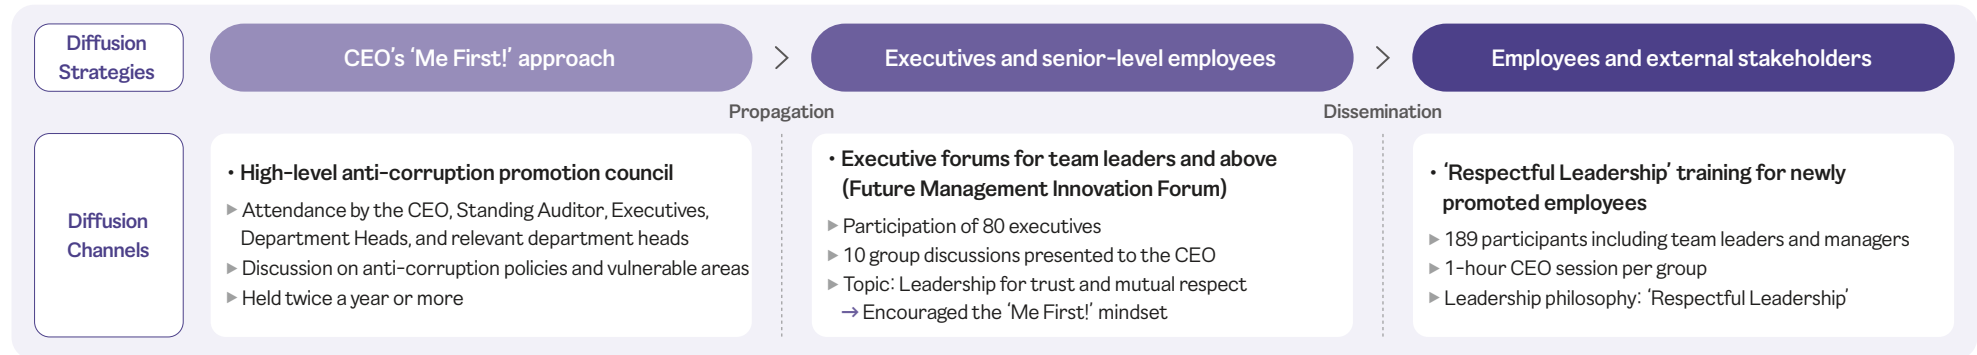 Diffusion
Strategies
CEO's 'Me First!' approach
>
Executives and senior-level employees
>
Employees and external stakeholders
Propagation
Dissemination
Diffusion
Channels
• High-level anti-corruption promotion council
▶ Attendance by the CEO, Standing Auditor, Executives,
Department Heads, and relevant department heads
▶ Discussion on anti-corruption policies and vulnerable areas
▶ Held twice a year or more
• Executive forums for team leaders and above
(Future Management Innovation Forum)
▶ Participation of 80 executives
▶ 10 group discussions presented to the CEO
▶ Topic: Leadership for trust and mutual respect
→ Encouraged the 'Me First!' mindset
• 'Respectful Leadership' training for newly
promoted employees
▶ 189 participants including team leaders and managers
▶ 1-hour CEO session per group
▶ Leadership philosophy: 'Respectful Leadership'